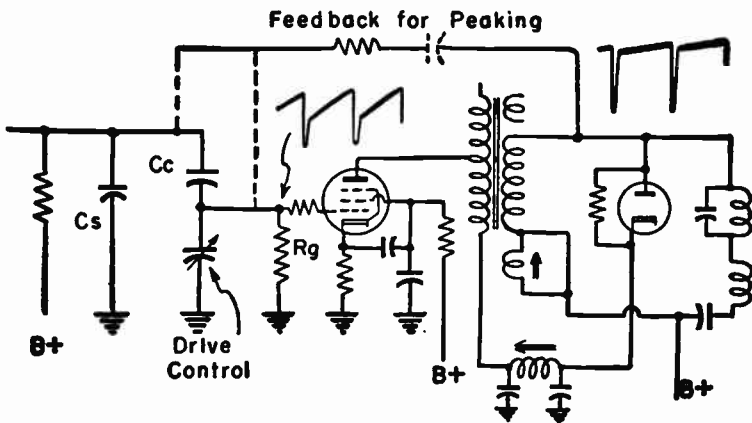 Feedback for Peaking
Cc
Cs
Rg
B+
Drive
Control
B+
B+